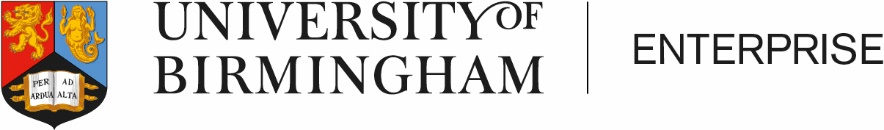 UNIVERSITY OF
BIRMINGHAM
ENTERPRISE
PER AD
ARDUA ALTA